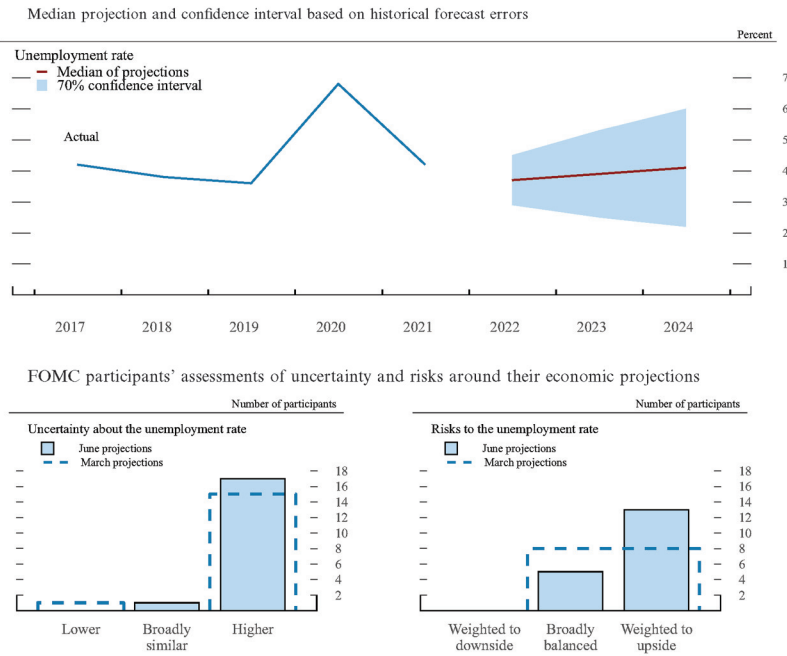 Median projection and confidence interval based on historical forecast errors
Percent
Unemployment rate
Median of projections
70% confidence interval
Actual
7
6
5
4
3
2
1
2017 2018 2019 2020 2021 2022 2023 2024
FOMC participants’ assessments of uncertainty and risks around their economic projections
Number of participants
Uncertainty about the unemployment rate
June projections
March projections
18
16
14
12
10
8
6
4
2
Lower Broadly similar Higher
Number of participants
Risks to the unemployment rate
June projections
March projections
18
16
14
12
10
8
6
4
2
Weighted to downside Broadly balanced Weighted to upside